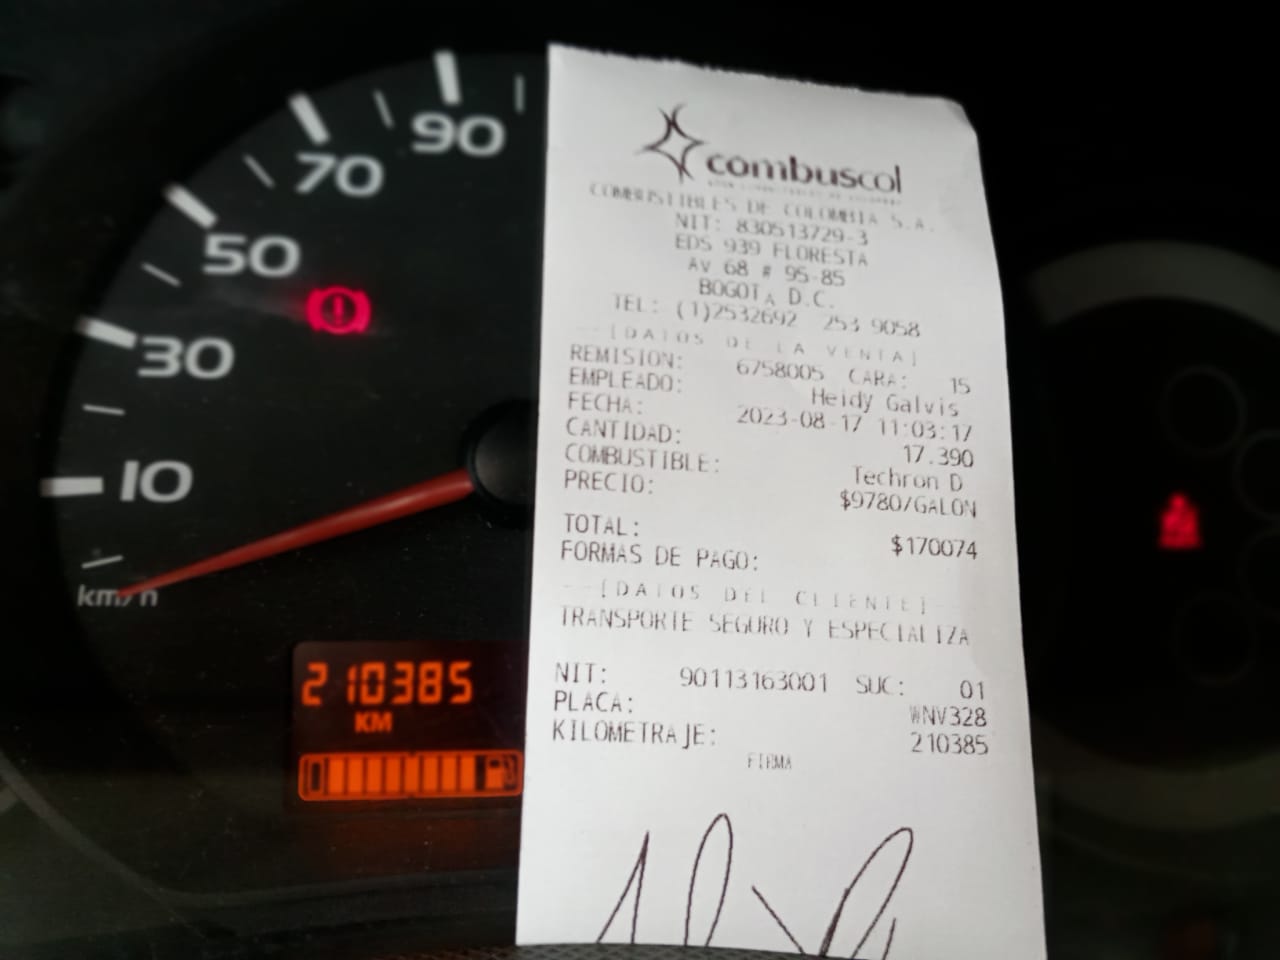 90
70
50
30
10
km/h
210385
KM
combuscol
COMBUSTIBLES DE COLOMBIA S.A.
NIT: 830513729-3
EDS 939 FLORESTA
AV 68 # 95-85
BOGOTA D.C.
TEL: (1)2532692 253 9058
[DATOS DE LA VENTA]
REMISION: 6758005 CARA: 15
EMPLEADO: Heidy Galvis
FECHA: 2023-08-17 11:03:17
CANTIDAD: 17.390
COMBUSTIBLE: Techron D
PRECIO: $9780/GALON
TOTAL: $170074
FORMAS DE PAGO:
[DATOS DEL CLIENTE]
TRANSPORTE SEGURO Y ESPECIALIZA
NIT: 90113163001 SUC: 01
PLACA: WNV328
KILOMETRAJE: 210385
FIRMA